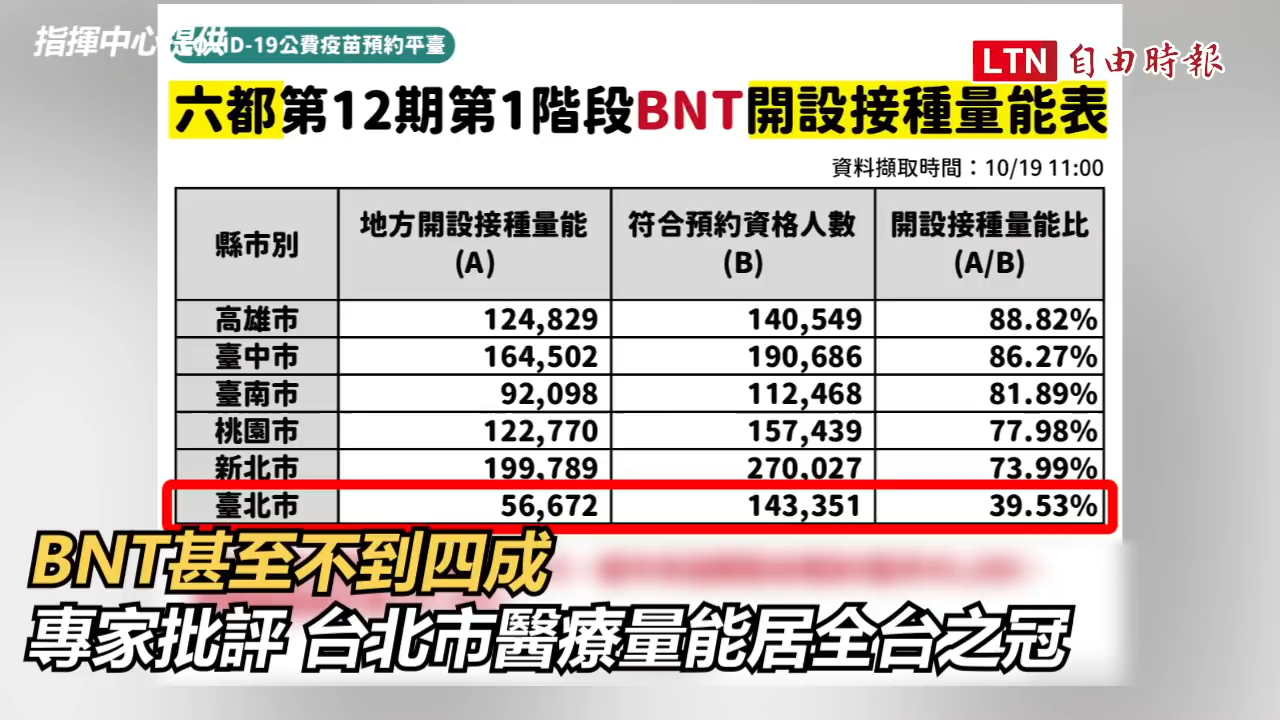 指揮中心提供
COVID-19公費疫苗預約平臺
LTN 自由時報
六都第12期第1階段BNT開設接種量能表
資料擷取時間：10/19 11:00
縣市別 地方開設接種量能 (A) 符合預約資格人數 (B) 開設接種量能比 (A/B)
高雄市 124,829 140,549 88.82%
臺中市 164,502 190,686 86.27%
臺南市 92,098 112,468 81.89%
桃園市 122,770 157,439 77.98%
新北市 199,789 270,027 73.99%
臺北市 56,672 143,351 39.53%
BNT甚至不到四成
專家批評 台北市醫療量能居全台之冠